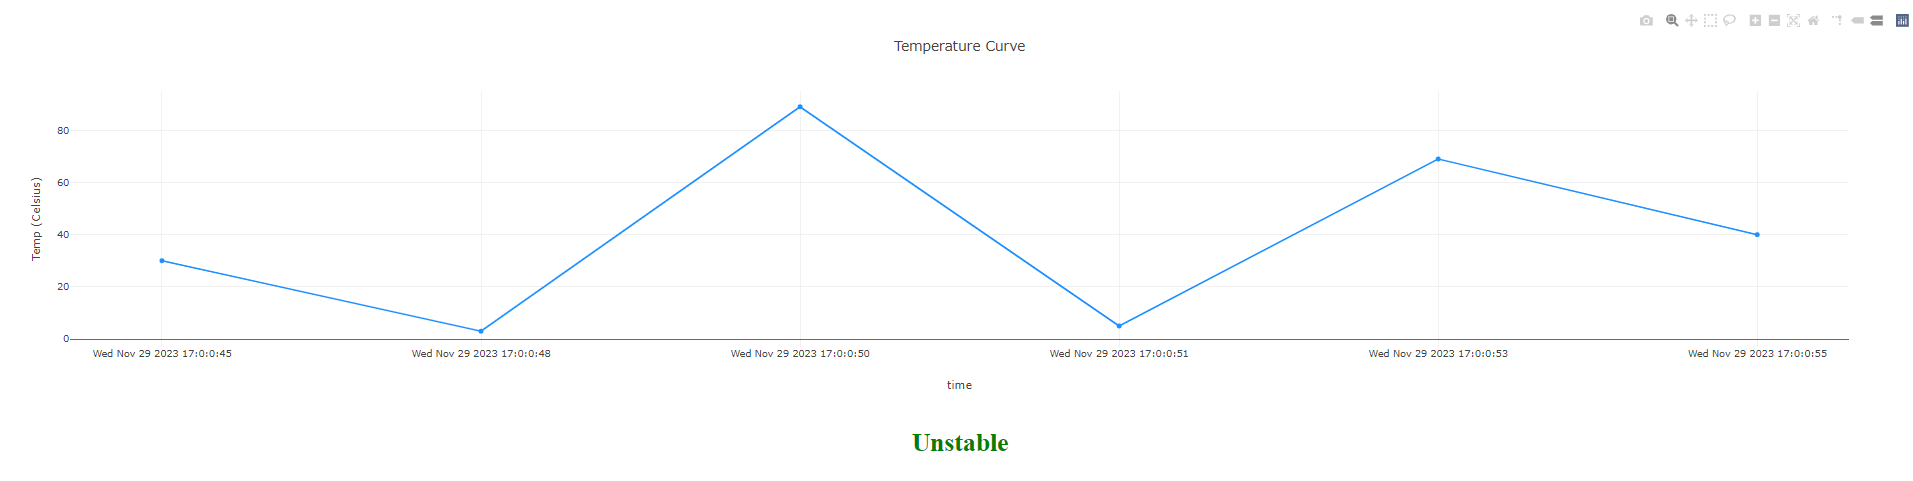 Temperature Curve
80
60
40
20
0
Temp (Celsius)
Wed Nov 29 2023 17:0:0:45
Wed Nov 29 2023 17:0:0:48
Wed Nov 29 2023 17:0:0:50
Wed Nov 29 2023 17:0:0:51
Wed Nov 29 2023 17:0:0:53
Wed Nov 29 2023 17:0:0:55
time
Unstable